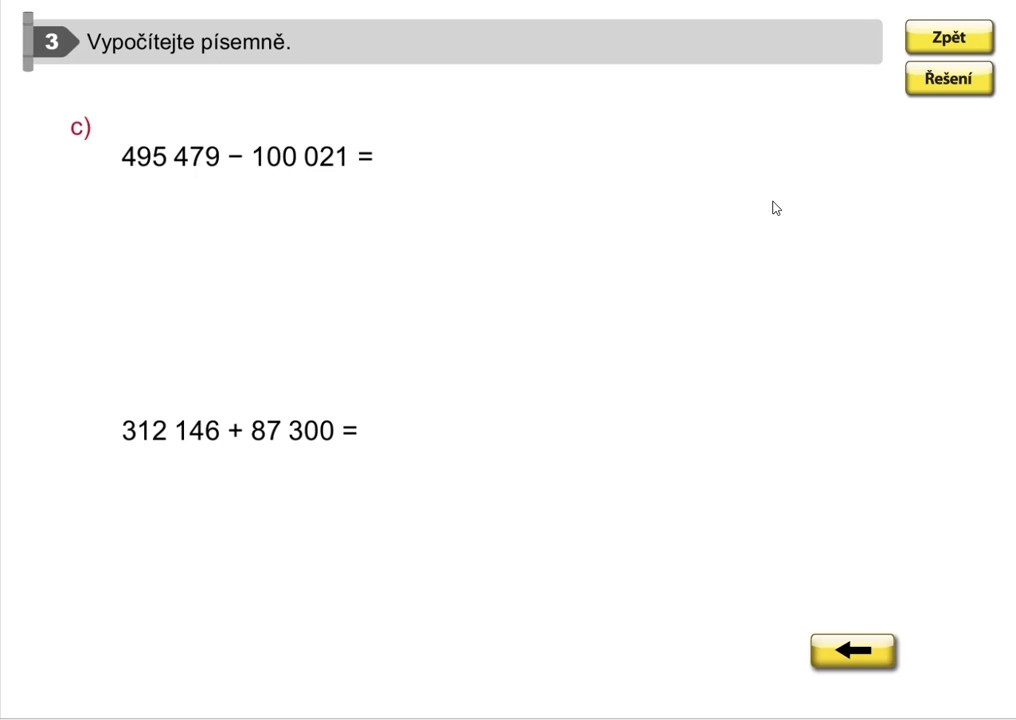 3 Vypočítejte písemně.
Zpět
Řešení
c)
495 479 − 100 021 =
312 146 + 87 300 =